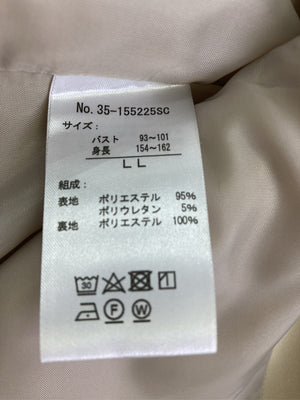 No. 35-155225SC
サイズ:
バスト 93～101
身長 154～162
LL
組成:
表地 ポリエステル 95%
ポリウレタン 5%
裏地 ポリエステル 100%
30
F W